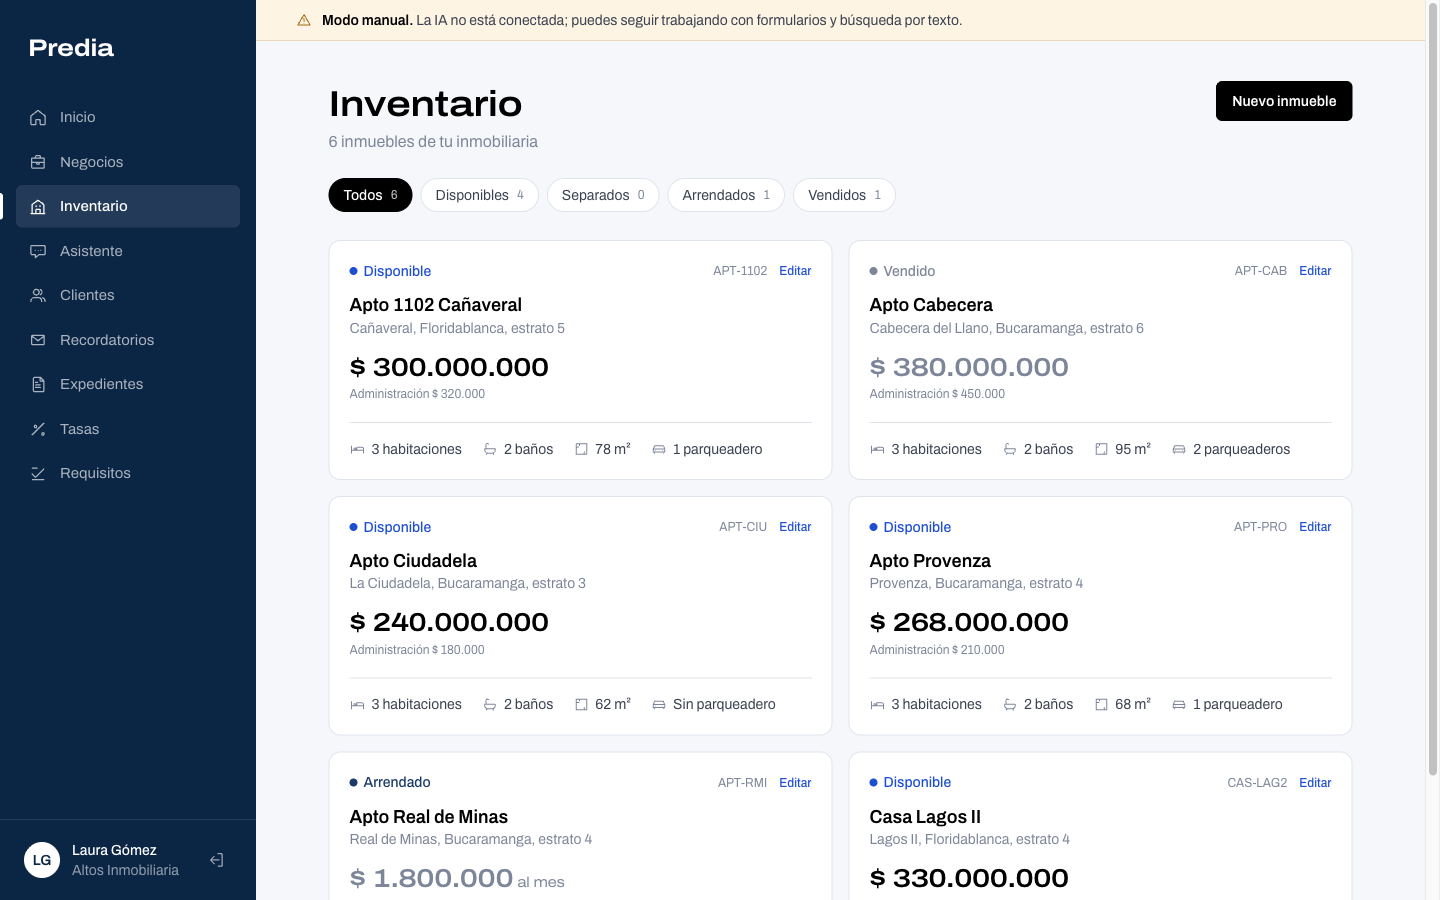 Predia
Inicio
Negocios
Inventario
Asistente
Clientes
Recordatorios
Expedientes
Tasas
Requisitos
LG
Laura Gómez
Altos Inmobiliaria
Modo manual. La IA no está conectada; puedes seguir trabajando con formularios y búsqueda por texto.
Inventario
Nuevo inmueble
6 inmuebles de tu inmobiliaria
Todos 6 Disponibles 4 Separados 0 Arrendados 1 Vendidos 1
Disponible APT-1102 Editar
Apto 1102 Cañaveral
Cañaveral, Floridablanca, estrato 5
$ 300.000.000
Administración $ 320.000
3 habitaciones 2 baños 78 m² 1 parqueadero
Vendido APT-CAB Editar
Apto Cabecera
Cabecera del Llano, Bucaramanga, estrato 6
$ 380.000.000
Administración $ 450.000
3 habitaciones 2 baños 95 m² 2 parqueaderos
Disponible APT-CIU Editar
Apto Ciudadela
La Ciudadela, Bucaramanga, estrato 3
$ 240.000.000
Administración $ 180.000
3 habitaciones 2 baños 62 m² Sin parqueadero
Disponible APT-PRO Editar
Apto Provenza
Provenza, Bucaramanga, estrato 4
$ 268.000.000
Administración $ 210.000
3 habitaciones 2 baños 68 m² 1 parqueadero
Arrendado APT-RMI Editar
Apto Real de Minas
Real de Minas, Bucaramanga, estrato 4
$ 1.800.000 al mes
Disponible CAS-LAG2 Editar
Casa Lagos II
Lagos II, Floridablanca, estrato 4
$ 330.000.000